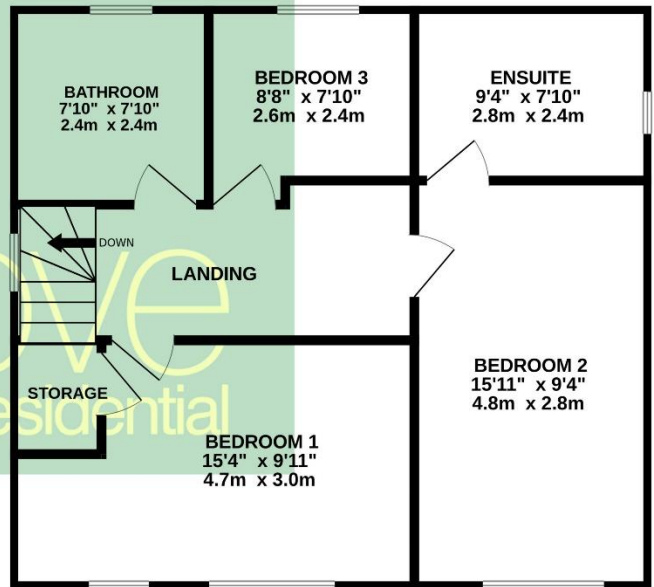 BATHROOM
7'10" x 7'10"
2.4m x 2.4m
BEDROOM 3
8'8" x 7'10"
2.6m x 2.4m
ENSUITE
9'4" x 7'10"
2.8m x 2.4m
DOWN
LANDING
STORAGE
BEDROOM 1
15'4" x 9'11"
4.7m x 3.0m
BEDROOM 2
15'11" x 9'4"
4.8m x 2.8m
ove
esidential